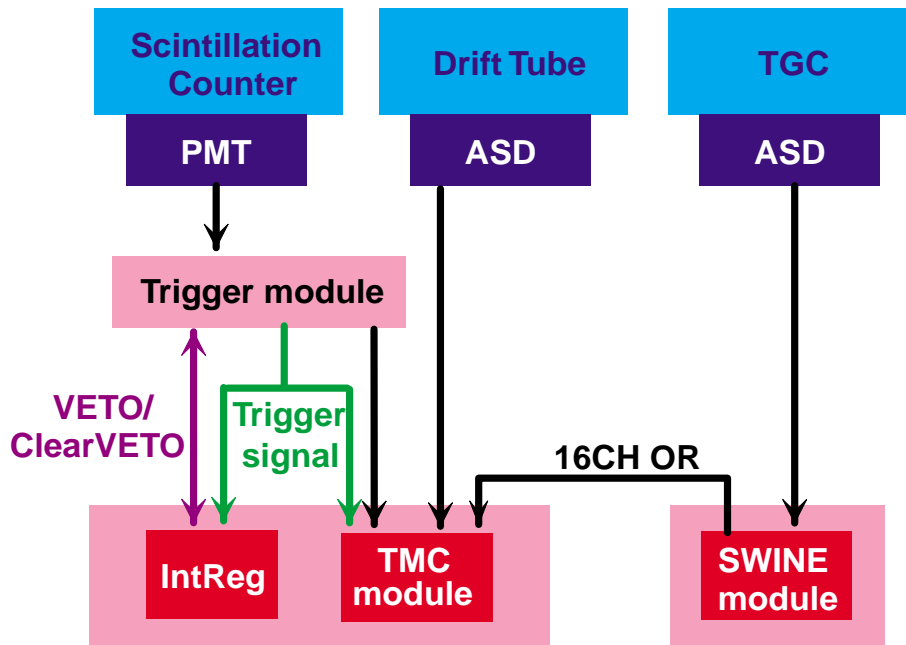 Scintillation
Counter
Drift Tube
TGC
PMT
ASD
ASD
Trigger module
VETO/
ClearVETO
Trigger
signal
16CH OR
IntReg
TMC
module
SWINE
module